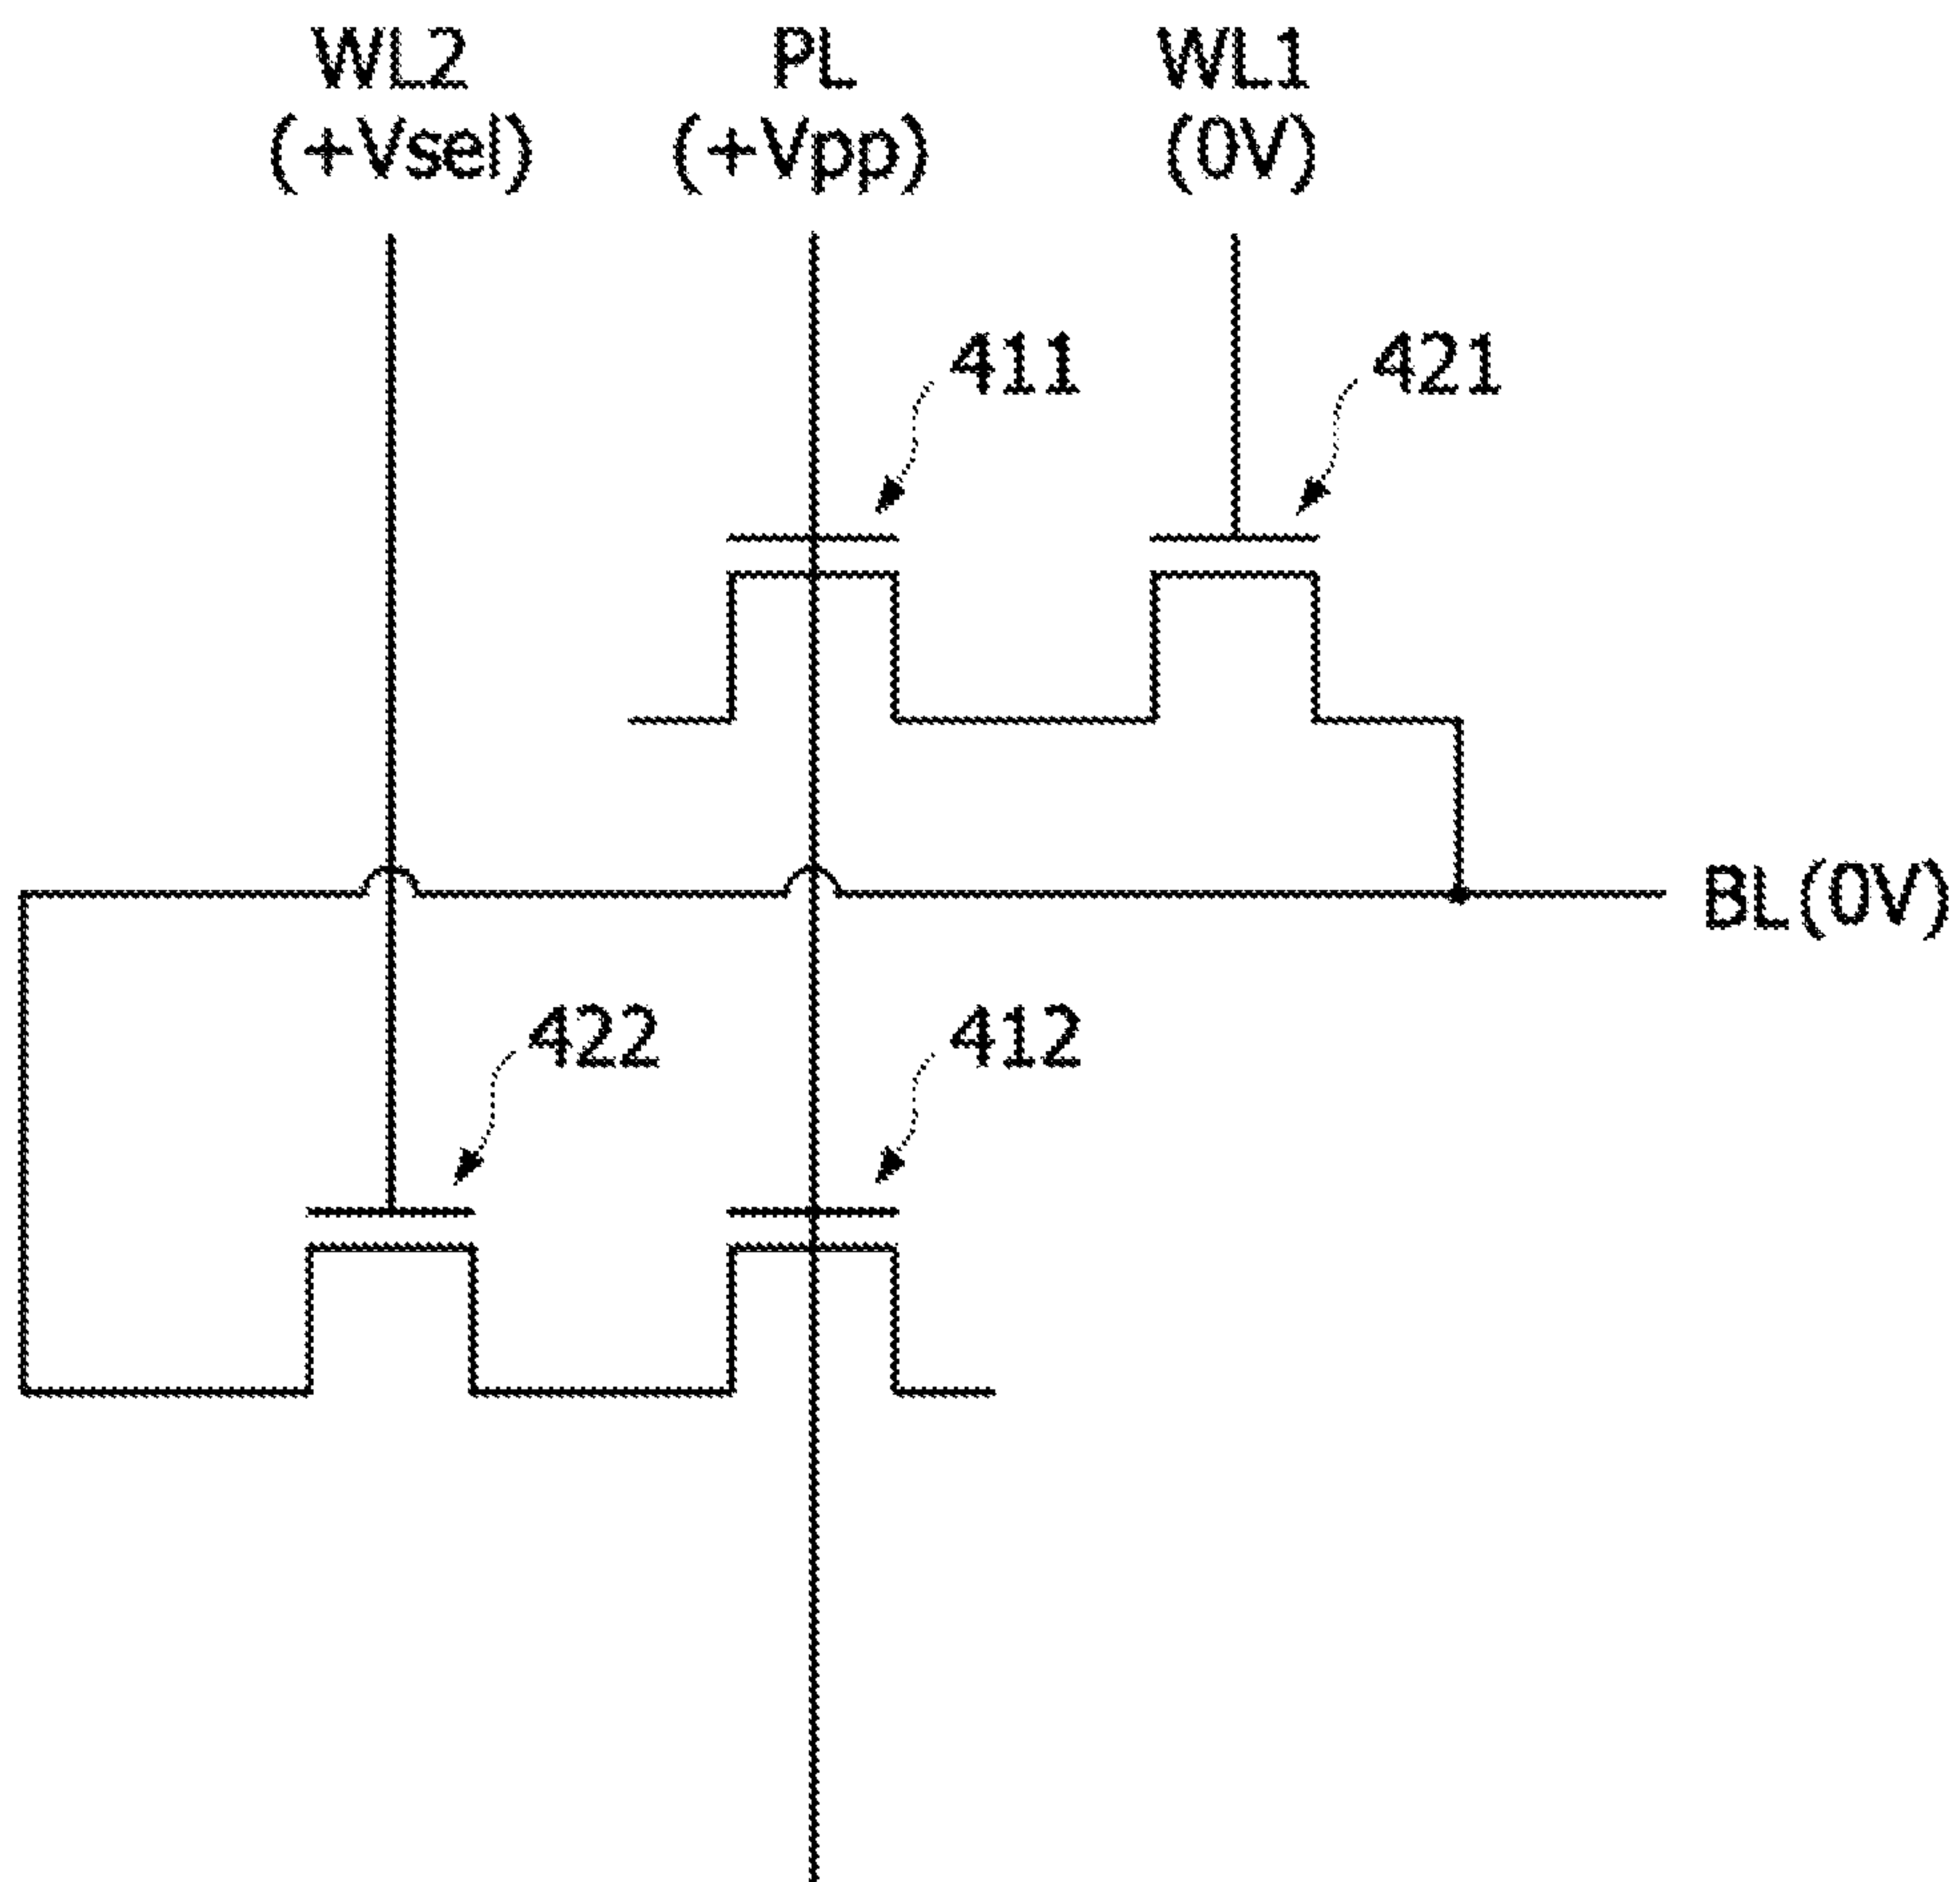 WL2 PL WL1
(+Vsel) (+Vpp) (0V)
411 421
BL(0V)
422 412